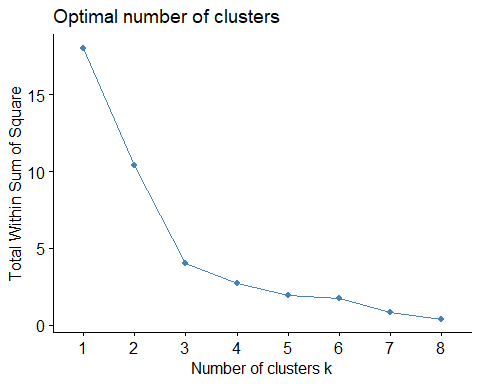 Optimal number of clusters
Total Within Sum of Square
15
10
5
0
1 2 3 4 5 6 7 8
Number of clusters k